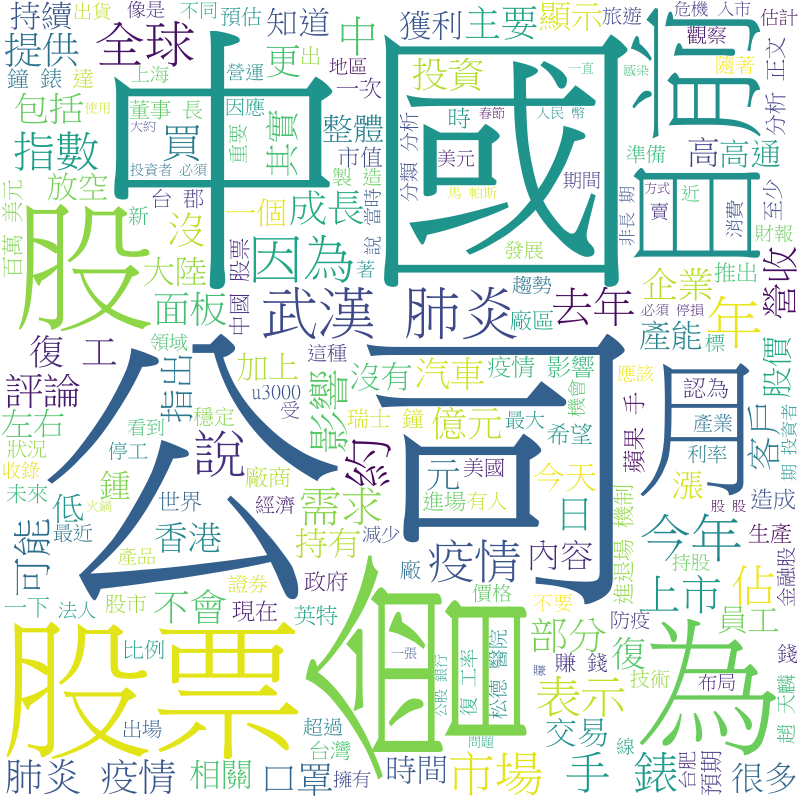 持續
出貨
像是
預估
不同
知道
獲利
主要
顯示
旅遊
危機 入市
估計
提供
全球
中國
中
更
出
投資
一次
地區
一直
感染
觀察
隨著
正文
鐘 錶
達
上海
營運
包括
董事 長
因應
大約
重要
使用
其實
整體
時
春節
人民 幣
分析
分類 分析
高
高通
指數
買
投資者 必須
市值
美元
準備
放空
台 郡
製 造
當時
馬 帕斯
期間
非長 期
方式
賣
近
消費
至少
百萬 美元
新
沒
一個
成長
說
發展
財報
股
股票
大陸
著
因為
面板
中國
趨勢
企業
推出
營收
武漢 肺炎
去年
廠區
必須 停損
產能
標
年
股價
復 工
領域
加上
這種
公司
月
評論
指出
影響
沒有
汽車
疫情 影響
機會
應該
認為
左右
穩定
u3000
受
瑞士 鐘
億元
最大
希望
蘋果 手
產業
利率
客戶
期 投資者
狀況
看到
停工
說
約
廠商
元
美國
今天
漲
股 股
收錄
未來
低
鍾
世界
經濟
需求
進場
有人
日
機制
造成
可能
最近
火鍋
香港
持有
減少
疫情
內容
進退場
今年
生產
產品
證券
政府
廠
價格
上市
佔
持股
金融股
一下
法人
股市
不會
現在
英特
不要
防疫
員工
股票
比例
一張
公股 銀行
復 工率
松德 醫院
部分
賺 錢
復
技術
布局
錢
趙 天麟
為
出場
超過
賺
問題
表示
交易
線
合肥
預期
肺炎 疫情
相關
口罩
台灣
擁有
時間
市場
手
錶
很多